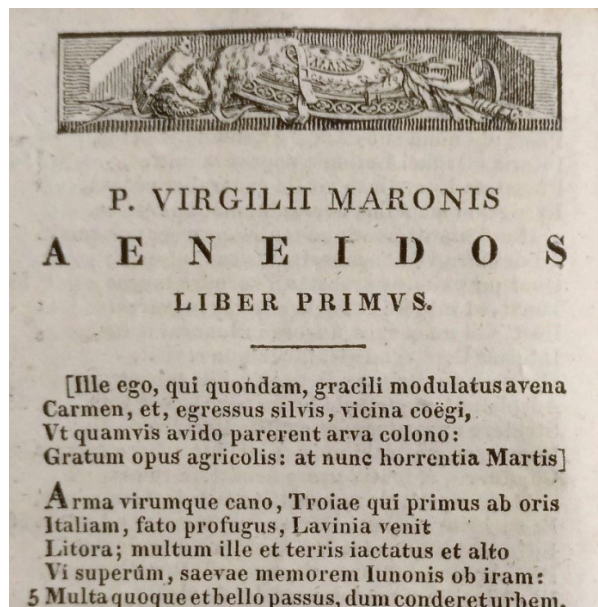 P. VIRGILII MARONIS
AENEIDOS
LIBER PRIMVS.
[Ille ego, qui quondam, gracili modulatus avena
Carmen, et, egressus silvis, vicina coëgi,
Vt quamvis avido parerent arva colono:
Gratum opus agricolis: at nunc horrentia Martis]
Arma virumque cano, Troiae qui primus ab oris
Italiam, fato profugus, Lavinia venit
Litora; multum ille et terris iactatus et alto
Vi superûm, saevae memorem Iunonis ob iram:
5 Multa quoque et bello passus, dum conderet urbem,